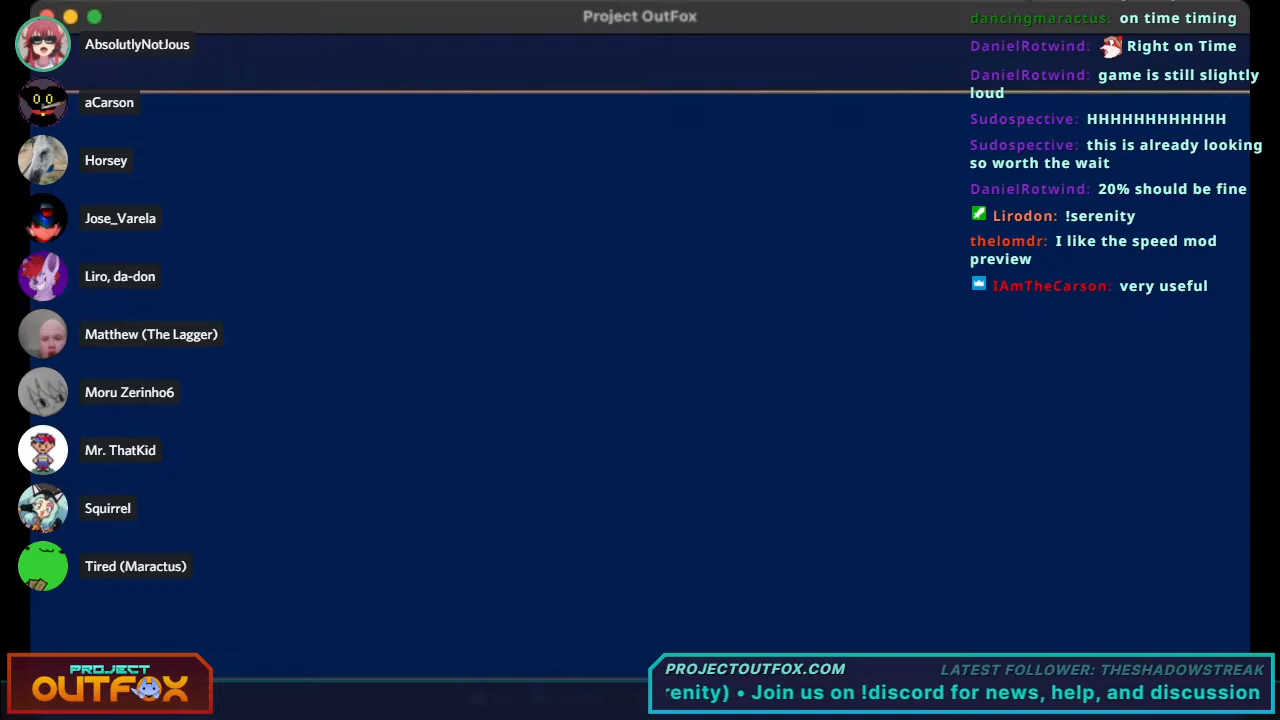 Project OutFox
AbsolutlyNotJous
aCarson
Horsey
Jose_Varela
Liro, da-don
Matthew (The Lagger)
Moru Zerinho6
Mr. ThatKid
Squirrel
Tired (Maractus)
dancingmaractus: on time timing
DanielRotwind: Right on Time
DanielRotwind: game is still slightly
loud
Sudospective: HHHHHHHHHHHH
Sudospective: this is already looking
so worth the wait
DanielRotwind: 20% should be fine
Lirodon: !serenity
thelomdr: I like the speed mod
preview
IAmTheCarson: very useful
PROJECT
OUTFOX
PROJECTOUTFOX.COM
LATEST FOLLOWER: THESHADOWSTREAK
renity) • Join us on !discord for news, help, and discussion